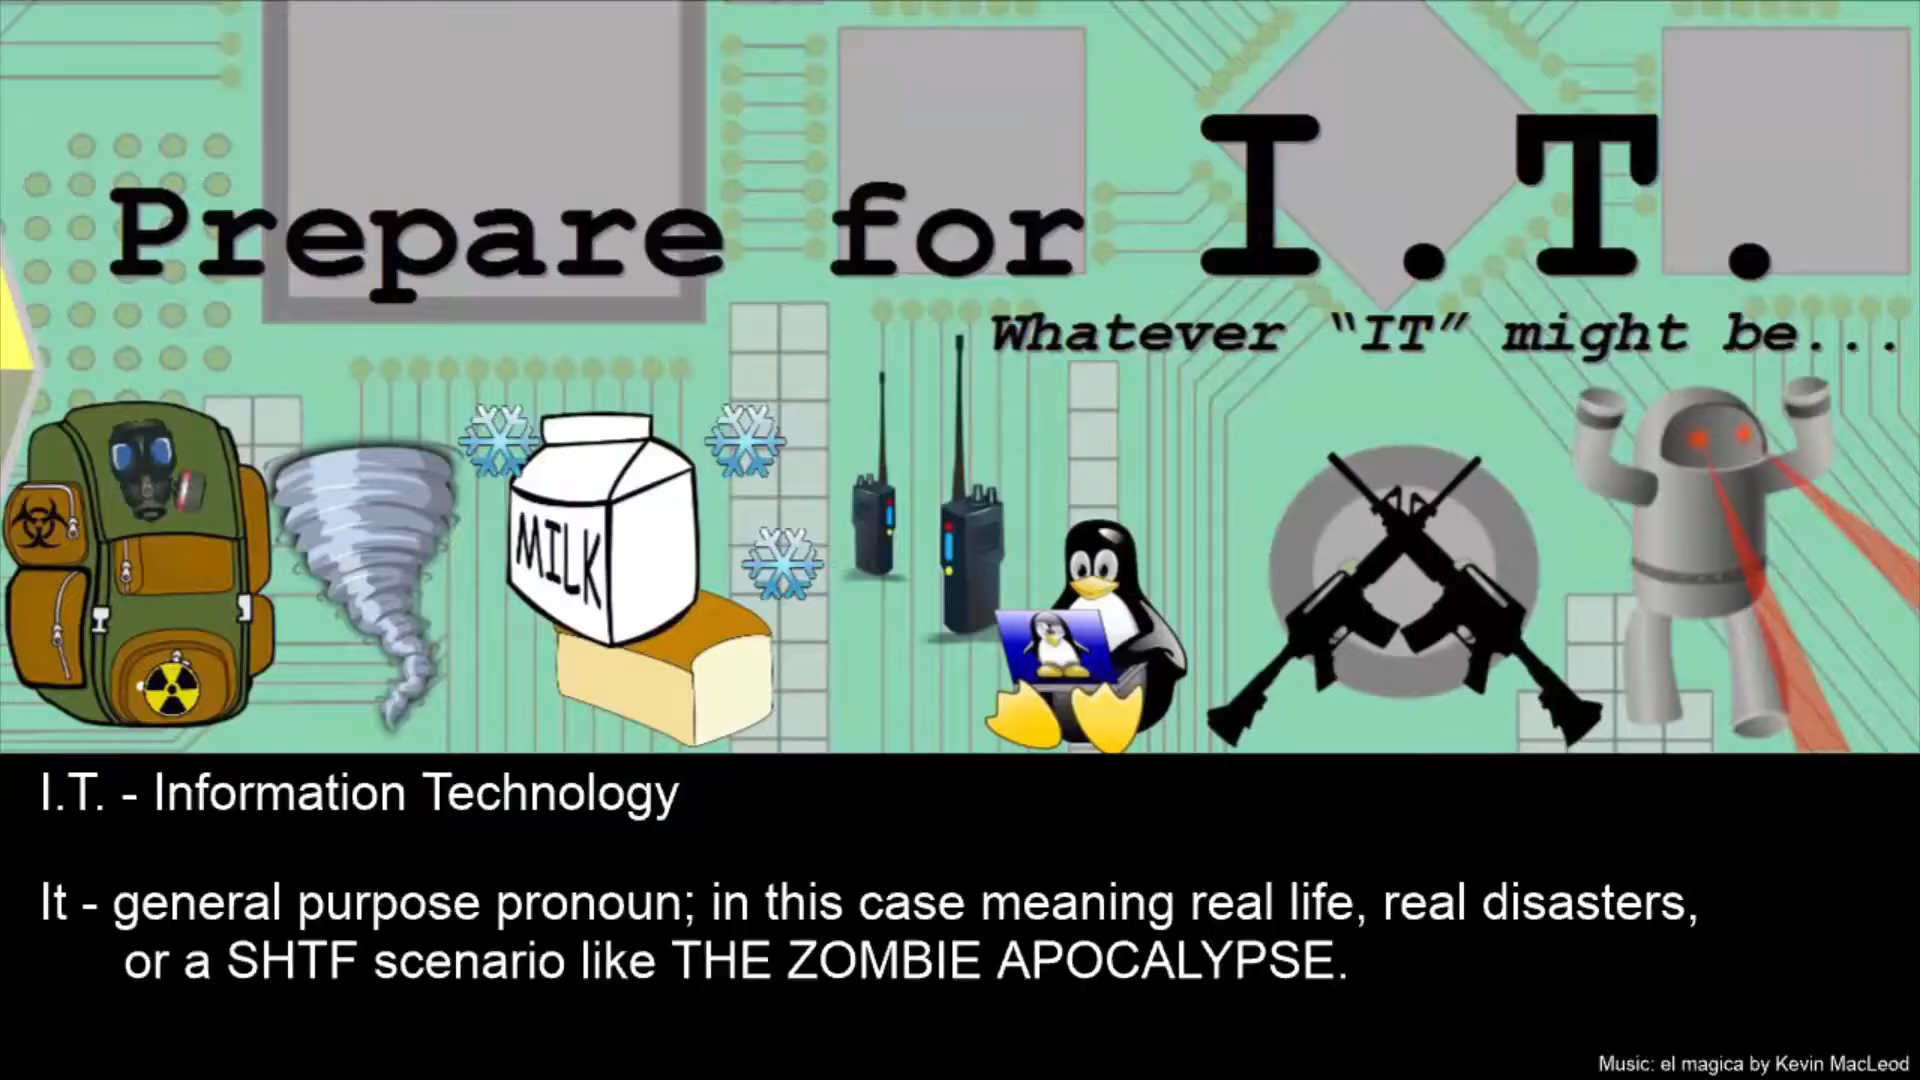 Prepare for I.T.
Whatever “IT” might be...
MILK
I.T. - Information Technology
It - general purpose pronoun; in this case meaning real life, real disasters,
or a SHTF scenario like THE ZOMBIE APOCALYPSE.
Music: el magica by Kevin MacLeod